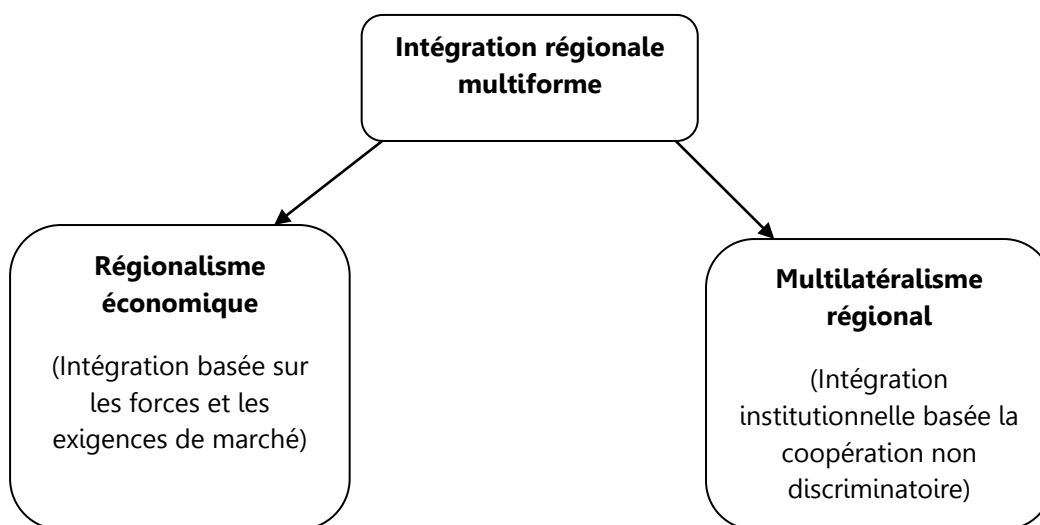 Intégration régionale
multiforme
Régionalisme
économique
(Intégration basée sur
les forces et les
exigences de marché)
Multilatéralisme
régional
(Intégration
institutionnelle basée la
coopération non
discriminatoire)